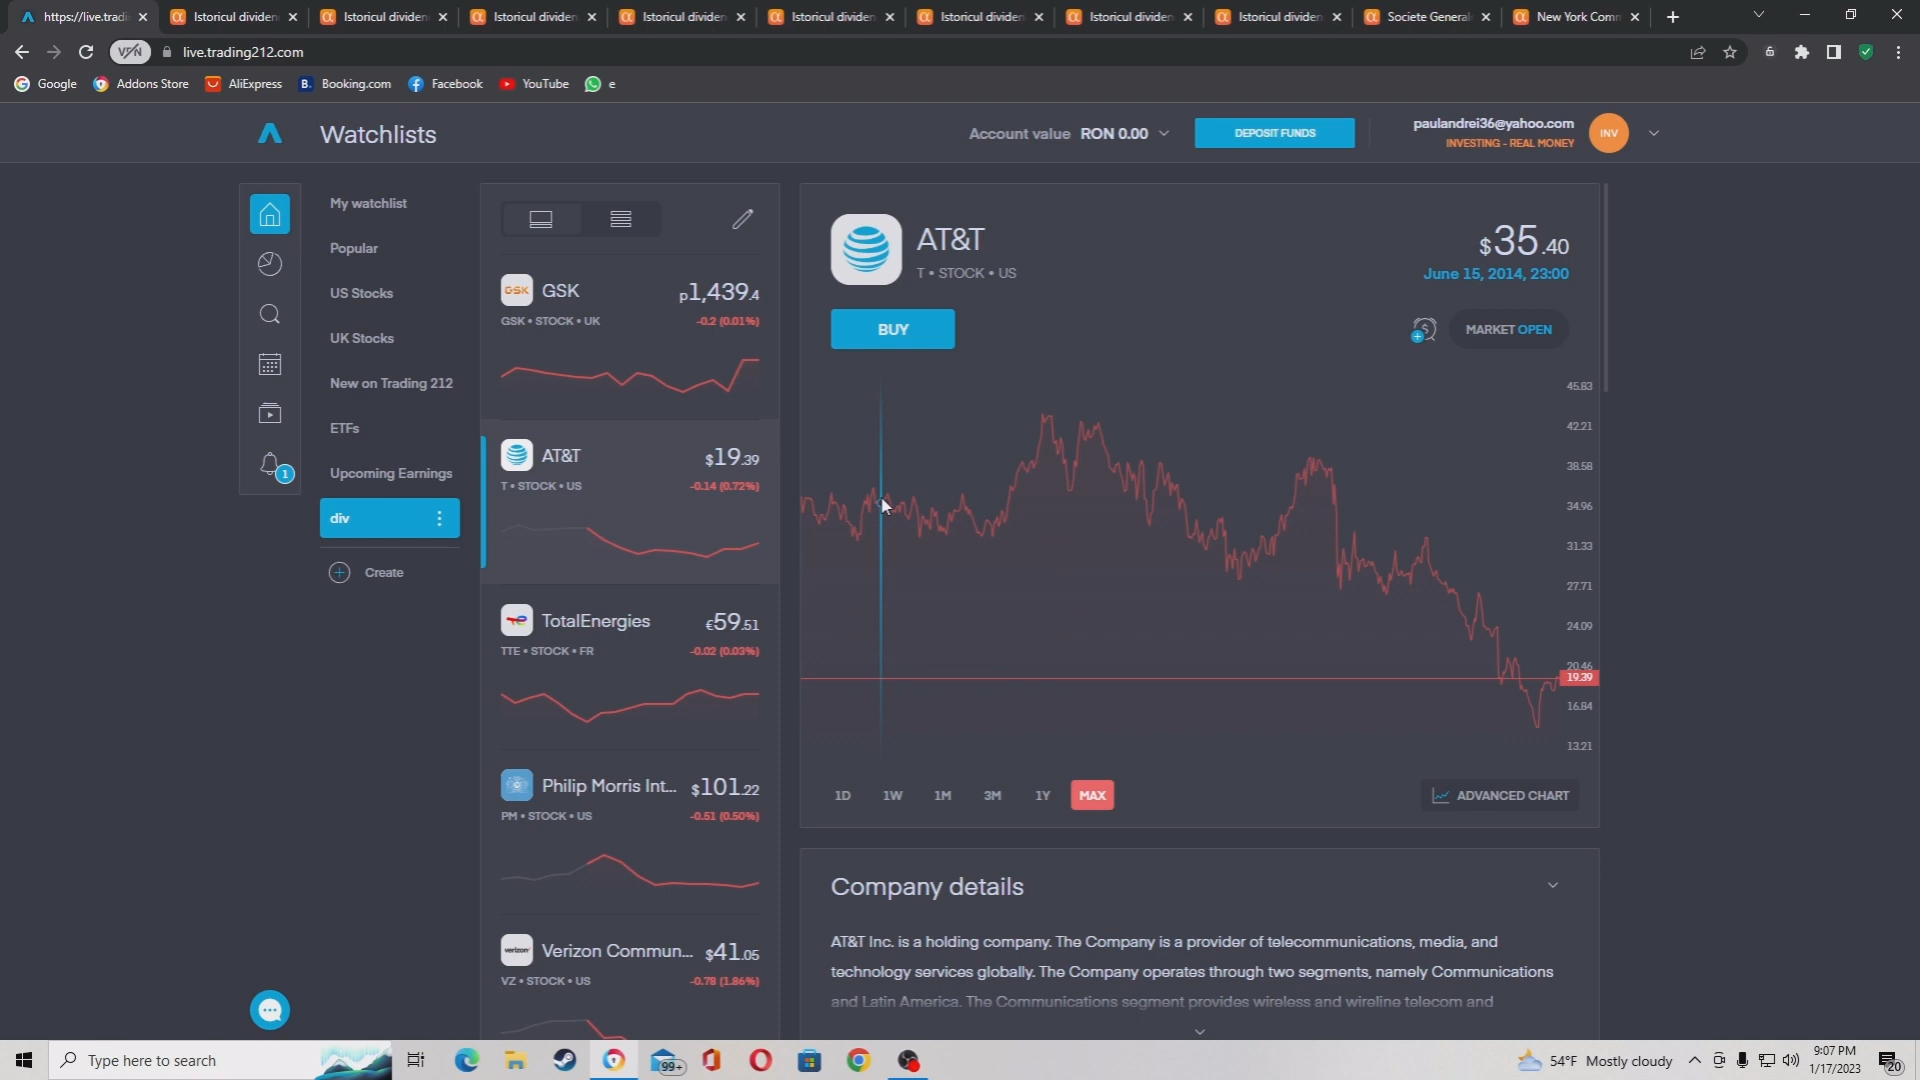 https://live.tradi
Istoricul dividen
Istoricul dividen
Istoricul dividen
Istoricul dividen
Istoricul dividen
Istoricul dividen
Istoricul dividen
Istoricul dividen
Societe General
New York Com
VPN
live.trading212.com
Google
Addons Store
AliExpress
Booking.com
Facebook
YouTube
e
Watchlists
Account value RON 0.00
DEPOSIT FUNDS
paulandrei36@yahoo.com
INVESTING - REAL MONEY
INV
My watchlist
Popular
US Stocks
UK Stocks
New on Trading 212
ETFs
Upcoming Earnings
div
Create
1
GSK
GSK p1,439.4
GSK • STOCK • UK -0.2 (0.01%)
AT&T $19.39
T • STOCK • US -0.14 (0.72%)
TotalEnergies €59.51
TTE • STOCK • FR -0.02 (0.03%)
Philip Morris Int... $101.22
PM • STOCK • US -0.51 (0.50%)
verizon
Verizon Commun... $41.05
VZ • STOCK • US -0.78 (1.86%)
AT&T
T • STOCK • US
$35.40
June 15, 2014, 23:00
BUY
MARKET OPEN
45.83
42.21
38.58
34.96
31.33
27.71
24.09
20.46
19.39
16.84
13.21
1D 1W 1M 3M 1Y MAX
ADVANCED CHART
Company details
AT&T Inc. is a holding company. The Company is a provider of telecommunications, media, and
technology services globally. The Company operates through two segments, namely Communications
and Latin America. The Communications segment provides wireless and wireline telecom and
Type here to search
99+
54°F Mostly cloudy
9:07 PM
1/17/2023
20